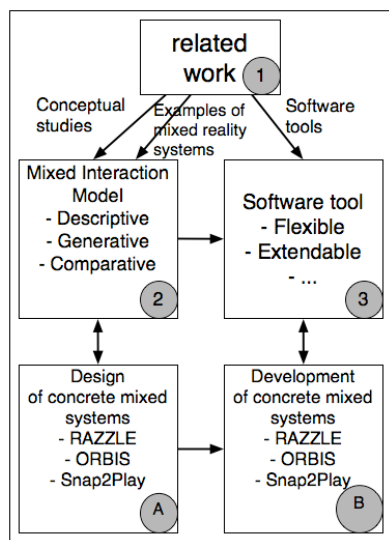 related
work
1
Conceptual
studies
Examples of
mixed reality
systems
Software
tools
Mixed Interaction
Model
- Descriptive
- Generative
- Comparative
2
Software tool
- Flexible
- Extendable
- ...
3
Design
of concrete mixed
systems
- RAZZLE
- ORBIS
- Snap2Play
A
Development
of concrete mixed
systems
- RAZZLE
- ORBIS
- Snap2Play
B